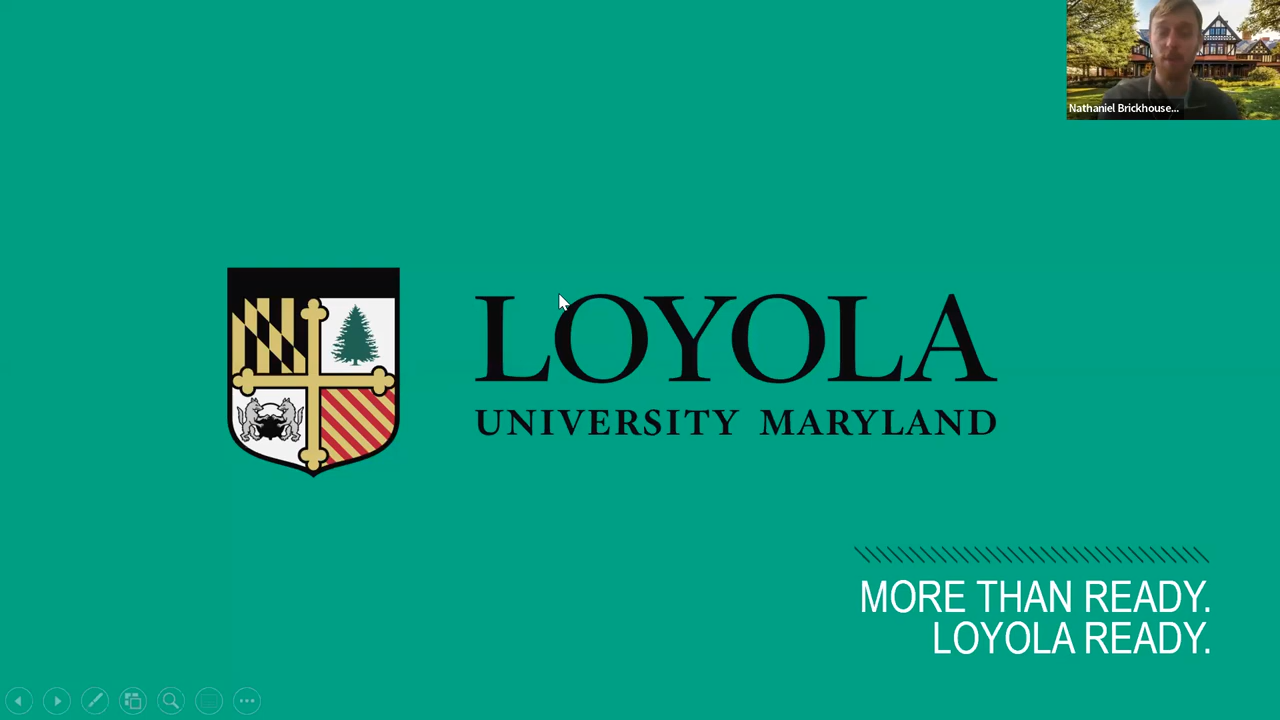 Nathaniel Brickhouse...
LOYOLA
UNIVERSITY MARYLAND
MORE THAN READY.
LOYOLA READY.